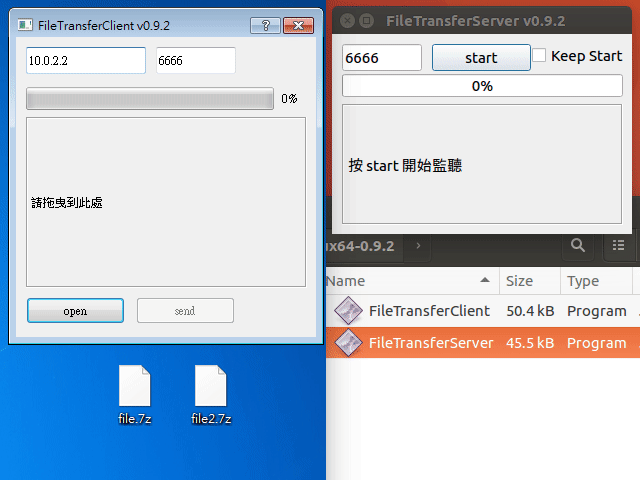 FileTransferClient v0.9.2
10.0.2.2
6666
0%
請拖曳到此處
open
send
file.7z
file2.7z
FileTransferServer v0.9.2
6666
start
Keep Start
0%
按 start 開始監聽
ux64-0.9.2
Name
Size
Type
FileTransferClient
50.4 kB
Program
FileTransferServer
45.5 kB
Program